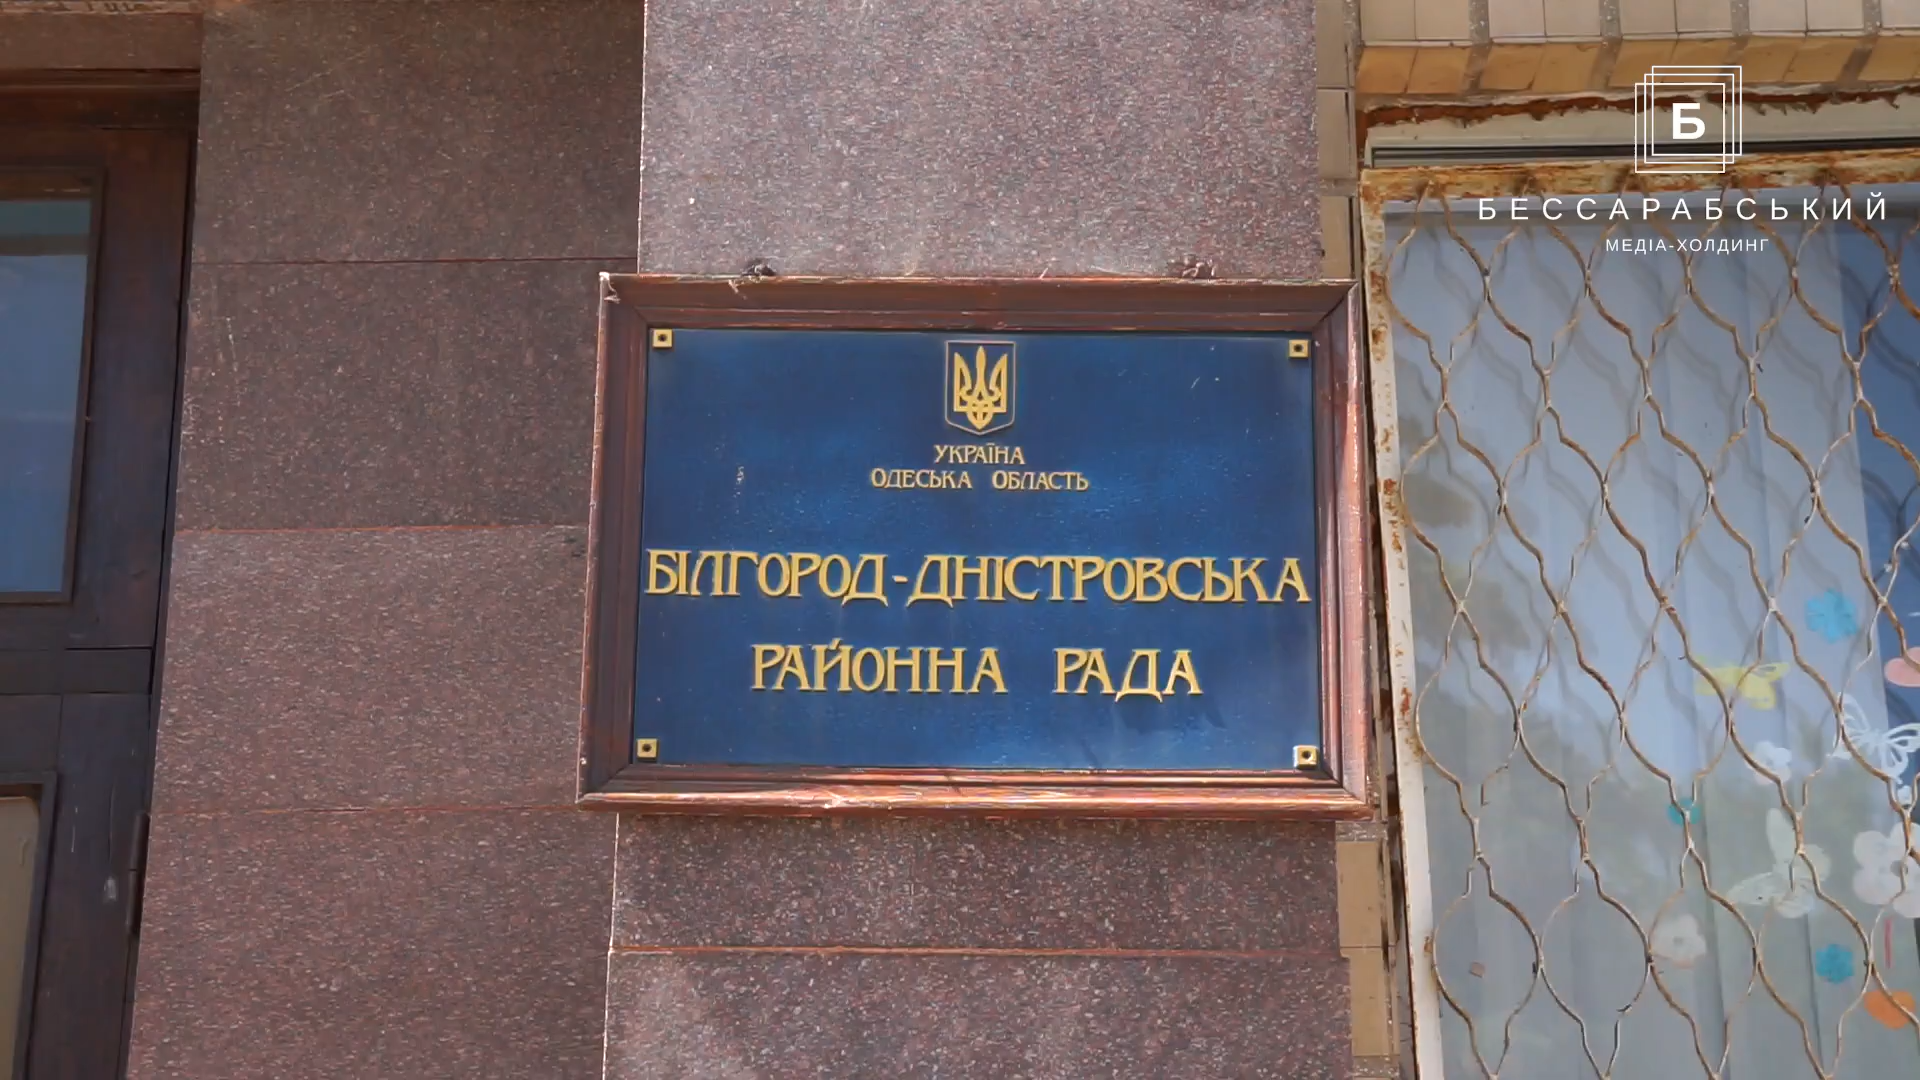 Б
БЕССАРАБСЬКИЙ
МЕДІА-ХОЛДИНГ
УКРАЇНА
ОДЕСЬКА ОБЛАСТЬ
БІЛГОРОД-ДНІСТРОВСЬКА
РАЙОННА РАДА